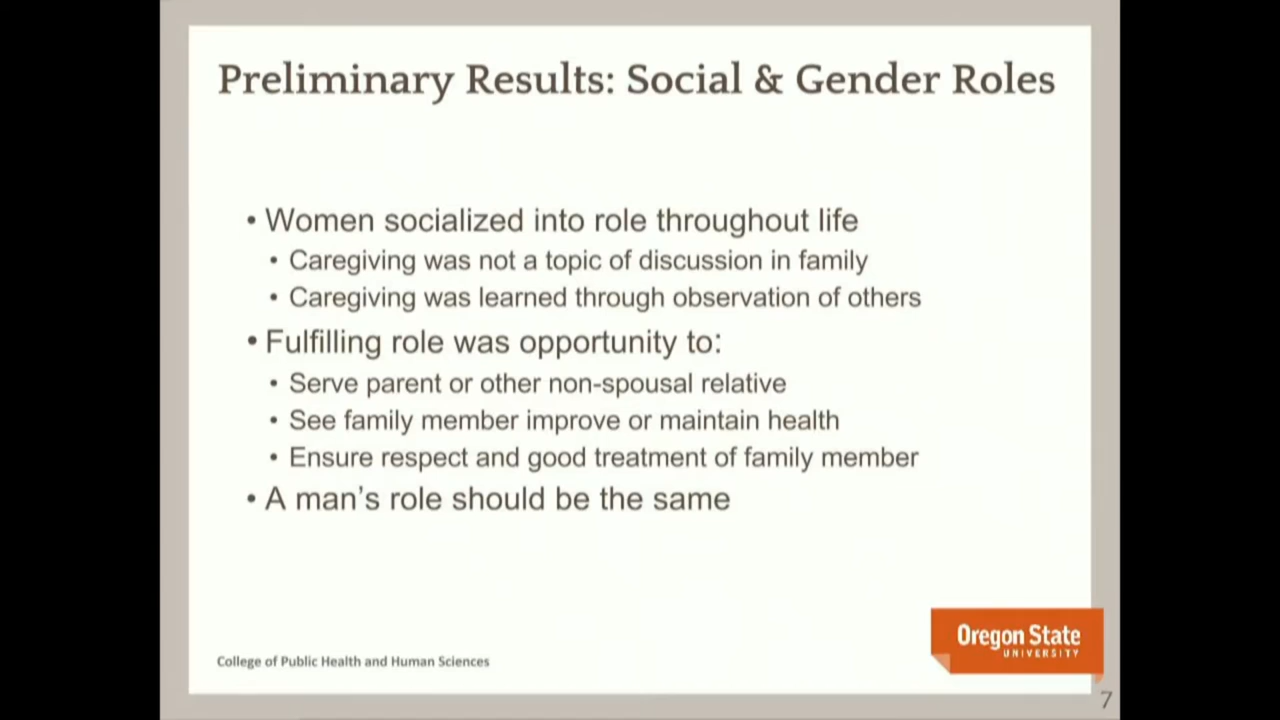 Preliminary Results: Social & Gender Roles
• Women socialized into role throughout life
• Caregiving was not a topic of discussion in family
• Caregiving was learned through observation of others
• Fulfilling role was opportunity to:
• Serve parent or other non-spousal relative
• See family member improve or maintain health
• Ensure respect and good treatment of family member
• A man’s role should be the same
College of Public Health and Human Sciences
Oregon State
UNIVERSITY
7